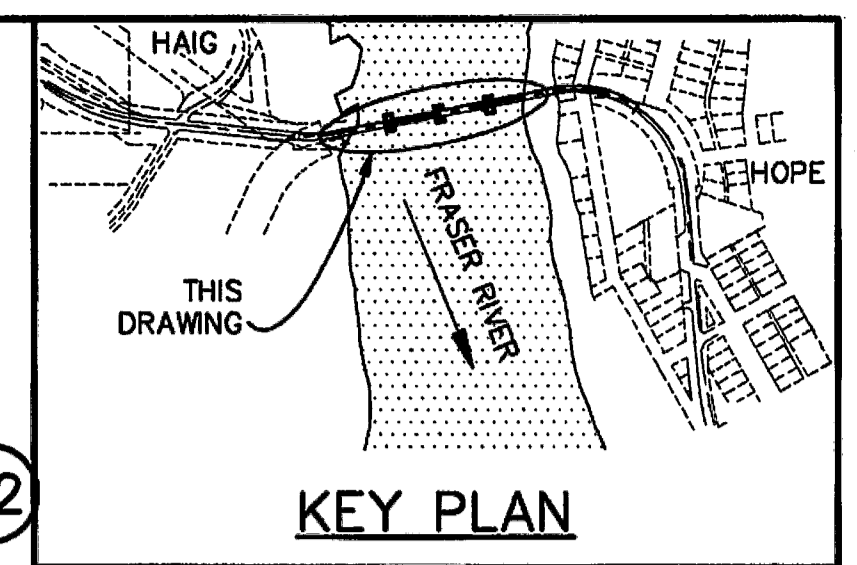 HAIG
HOPE
FRASER RIVER
THIS
DRAWING
2
KEY PLAN